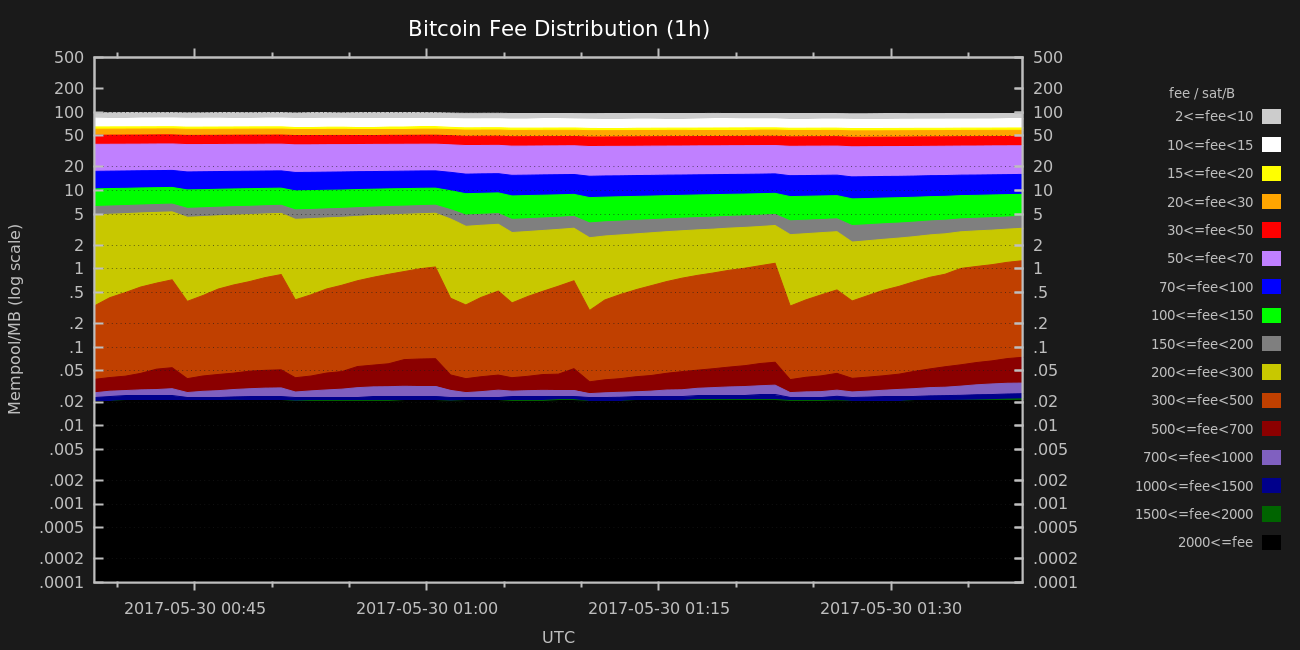 Bitcoin Fee Distribution (1h)
Mempool/MB (log scale)
500
200
100
50
20
10
5
2
1
.5
.2
.1
.05
.02
.01
.005
.002
.001
.0005
.0002
.0001
500
200
100
50
20
10
5
2
1
.5
.2
.1
.05
.02
.01
.005
.002
.001
.0005
.0002
.0001
2017-05-30 00:45
2017-05-30 01:00
2017-05-30 01:15
2017-05-30 01:30
UTC
fee / sat/B
2<=fee<10
10<=fee<15
15<=fee<20
20<=fee<30
30<=fee<50
50<=fee<70
70<=fee<100
100<=fee<150
150<=fee<200
200<=fee<300
300<=fee<500
500<=fee<700
700<=fee<1000
1000<=fee<1500
1500<=fee<2000
2000<=fee